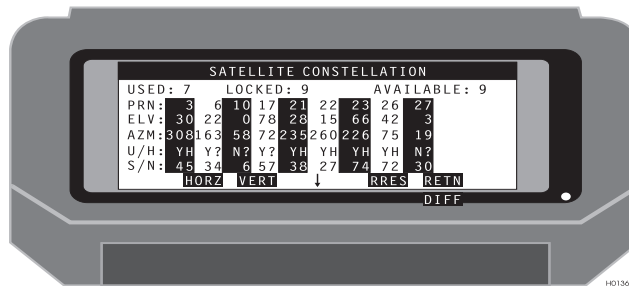 SATELLITE CONSTELLATION
USED: 7 LOCKED: 9 AVAILABLE: 9
PRN: 3 6 10 17 21 22 23 26 27
ELV: 30 22 0 78 28 15 66 42 3
AZM: 308 163 58 72 235 260 226 75 19
U/H: YH Y? N? Y? YH YH YH YH N?
S/N: 45 34 6 57 38 27 74 72 30
HORZ VERT ↓ RRES RETN
DIFF
H0136